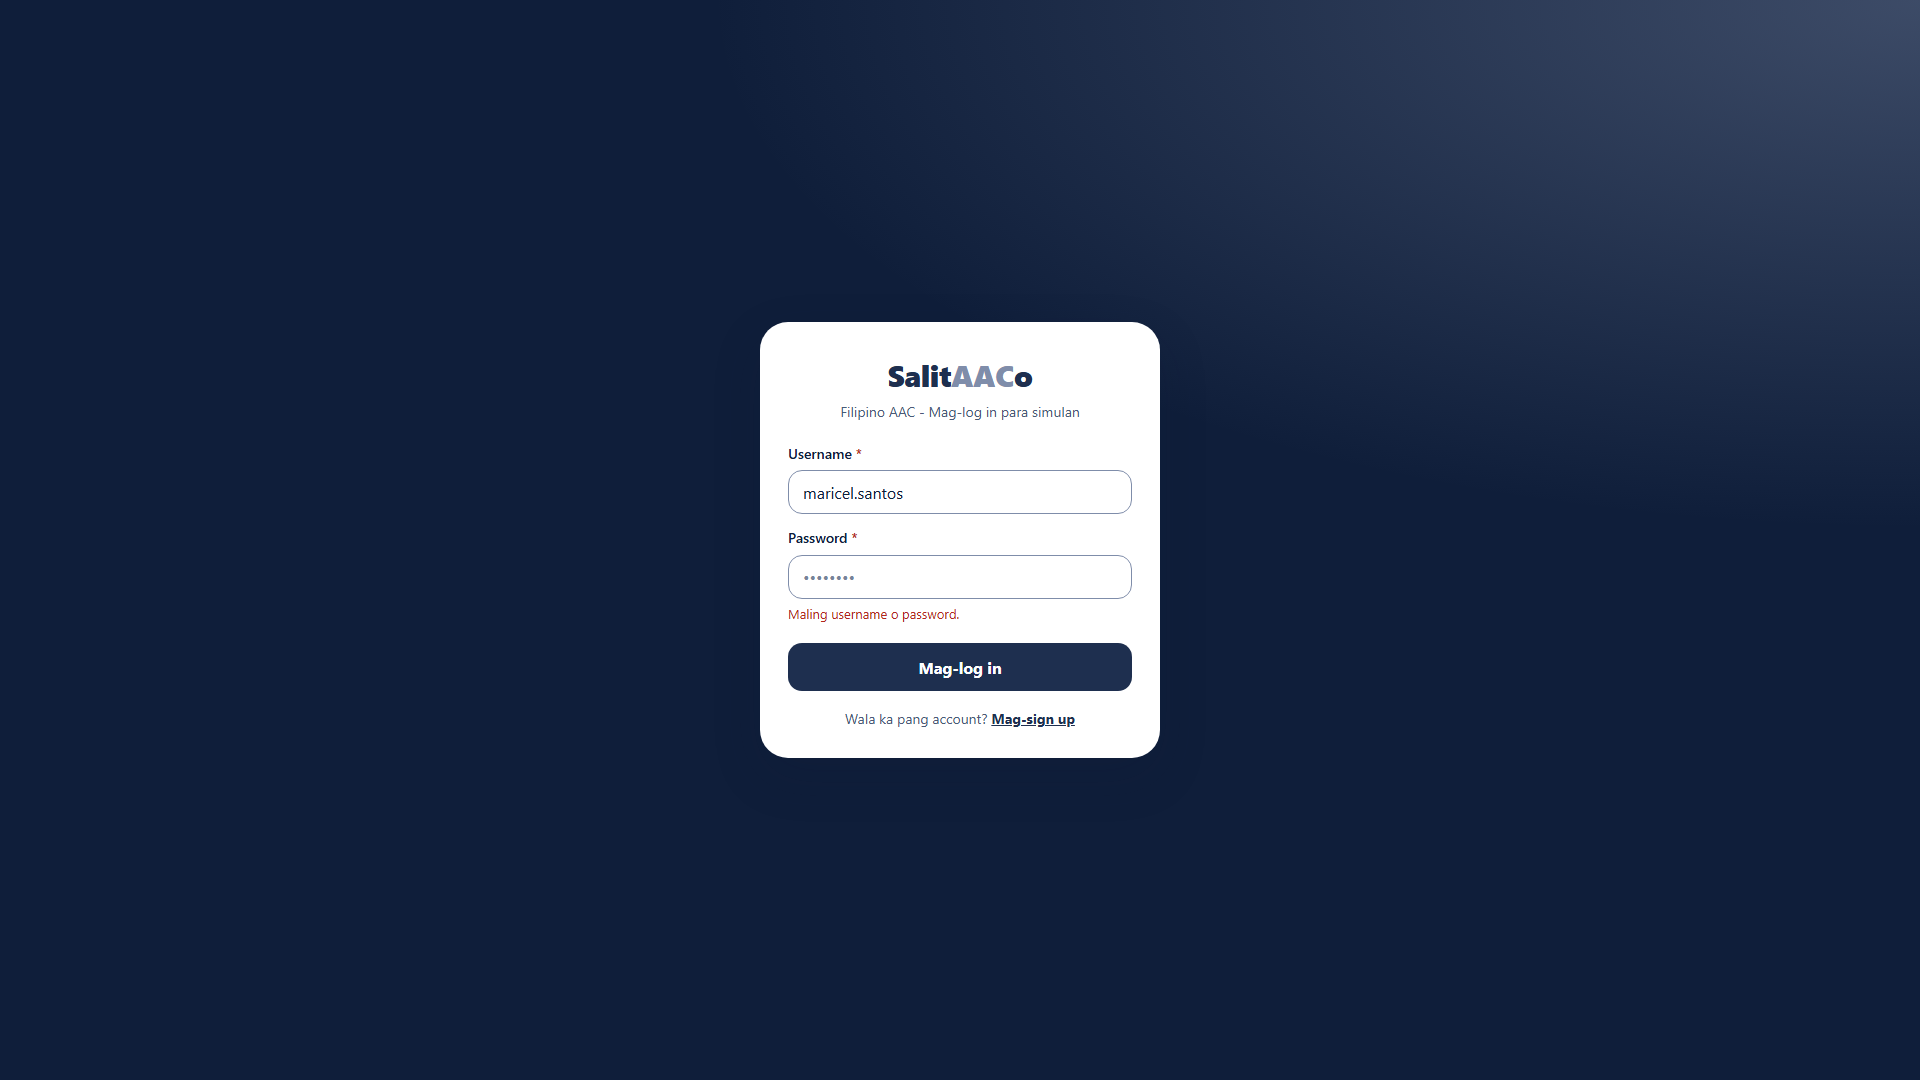 SalitAACo
Filipino AAC - Mag-log in para simulan
Username *
maricel.santos
Password *
••••••••
Maling username o password.
Mag-log in
Wala ka pang account? Mag-sign up